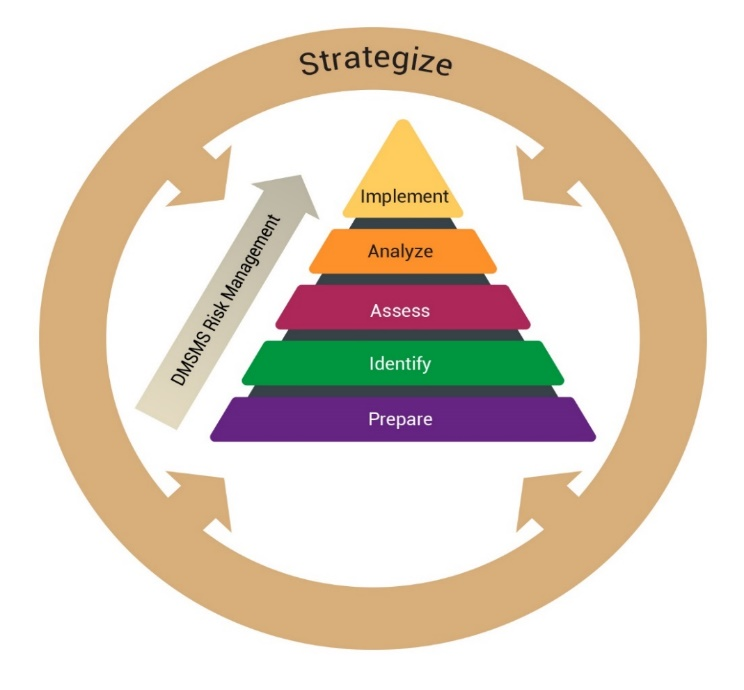 Strategize
DMSMS Risk Management
Implement
Analyze
Assess
Identify
Prepare